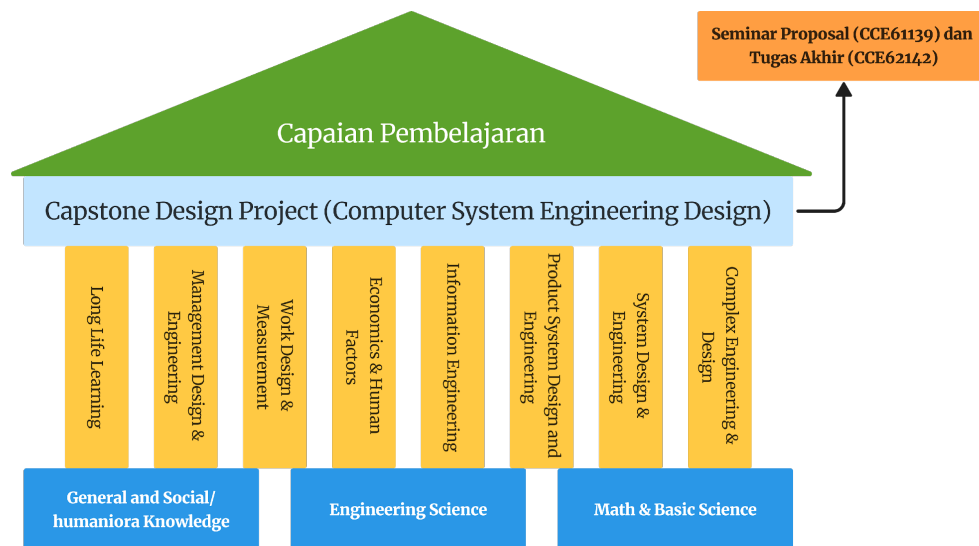 Seminar Proposal (CCE61139) dan
Tugas Akhir (CCE62142)
Capaian Pembelajaran
Capstone Design Project (Computer System Engineering Design)
Long Life Learning
Management Design &
Engineering
Work Design &
Measurement
Economics & Human
Factors
Information Engineering
Product System Design and
Engineering
System Design &
Engineering
Complex Engineering &
Design
General and Social/
humaniora Knowledge
Engineering Science
Math & Basic Science